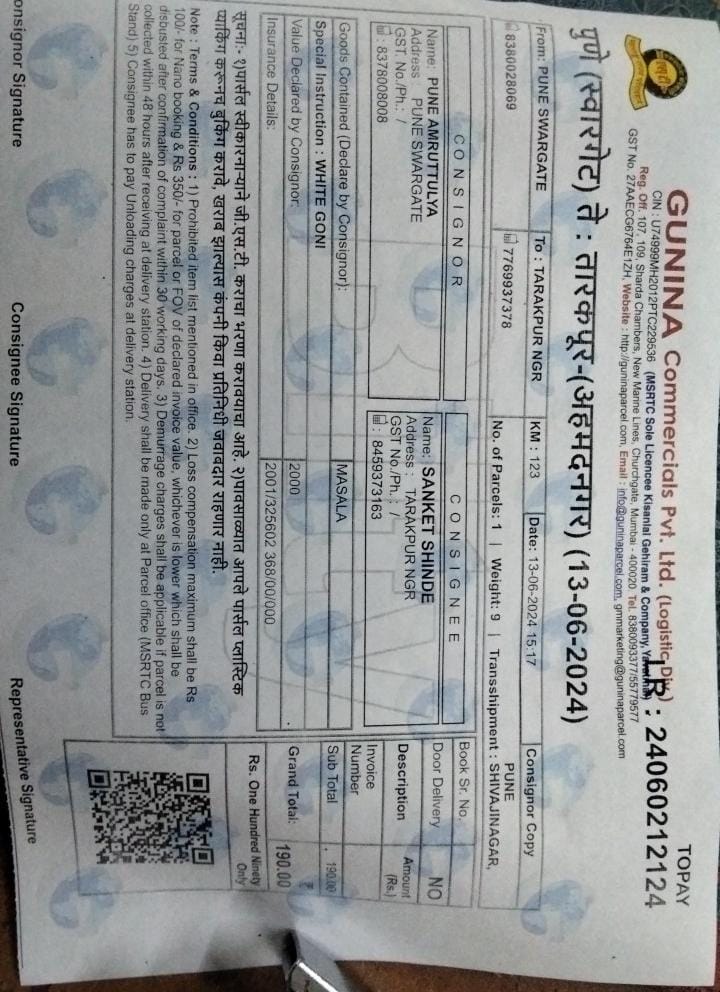 GUNINA Commercials Pvt. Ltd. (Logistic Div)
TOPAY
CIN : U74999MH2012PTC229536 (MSRTC Sole Licencee Kisanlal Gehiram & Company,
LR : 24060212124
Reg. Off. 107, 109, Sharda Chambers, New Marine Lines, Churchgate, Mumbai - 400020 Tel. 8380093377/55779577
GST No. 27AAECG6764E1ZH, Website : http://guninaparcel.com, Email : info@guninaparcel.com, gmmarketing@guninaparcel.com
पुणे (स्वारगेट) ते : तारकपूर-(अहमदनगर) (13-06-2024)
From: PUNE SWARGATE
8380028069
To : TARAKPUR NGR
7769937378
KM : 123
Date: 13-06-2024 15:17
Consignor Copy
No. of Parcels: 1 | Weight: 9 | Transshipment : SHIVAJINAGAR,
PUNE
CONSIGNOR
Name: PUNE AMRUTTULYA
Address : PUNE SWARGATE
GST. No./Ph.: /
: 8378008008
CONSIGNEE
Name: SANKET SHINDE
Address : TARAKPUR NGR
GST No./Ph.: /
: 8459373163
Goods Contained (Declare by Consignor): MASALA
Special Instruction : WHITE GONI
Value Declared by Consignor: 2000
Insurance Details: 2001/325602 368/00/000
Book Sr. No.
Door Delivery NO
Description Amount (Rs.)
Invoice Number
Sub Total 190.00
Grand Total: ₹ 190.00
Rs. One Hundred Ninety Only
सूचना:- १)पार्सल स्वीकारनाऱ्याने जी.एस.टी. कराचा भरणा करावयाचा आहे. २)पावसाळ्यात आपले पार्सल प्लास्टिक
पॅकिंग करूनच बुकिंग करावे, खराब झाल्यास कंपनी किंवा प्रतिनिधी जवाबदार राहणार नाही.
Note : Terms & Conditions : 1) Prohibited item list mentioned in office. 2) Loss compensation maximum shall be Rs
100/- for Nano booking & Rs 350/- for parcel or FOV of declared invoice value, whichever is lower which shall be
disbusted after confirmation of complaint within 30 working days. 3) Demurrage charges shall be applicable if parcel is not
collected within 48 hours after receiving at delivery station. 4) Delivery shall be made only at Parcel office (MSRTC Bus
Stand) 5) Consignee has to pay Unloading charges at delivery station.
onsignor Signature
Consignee Signature
Representative Signature